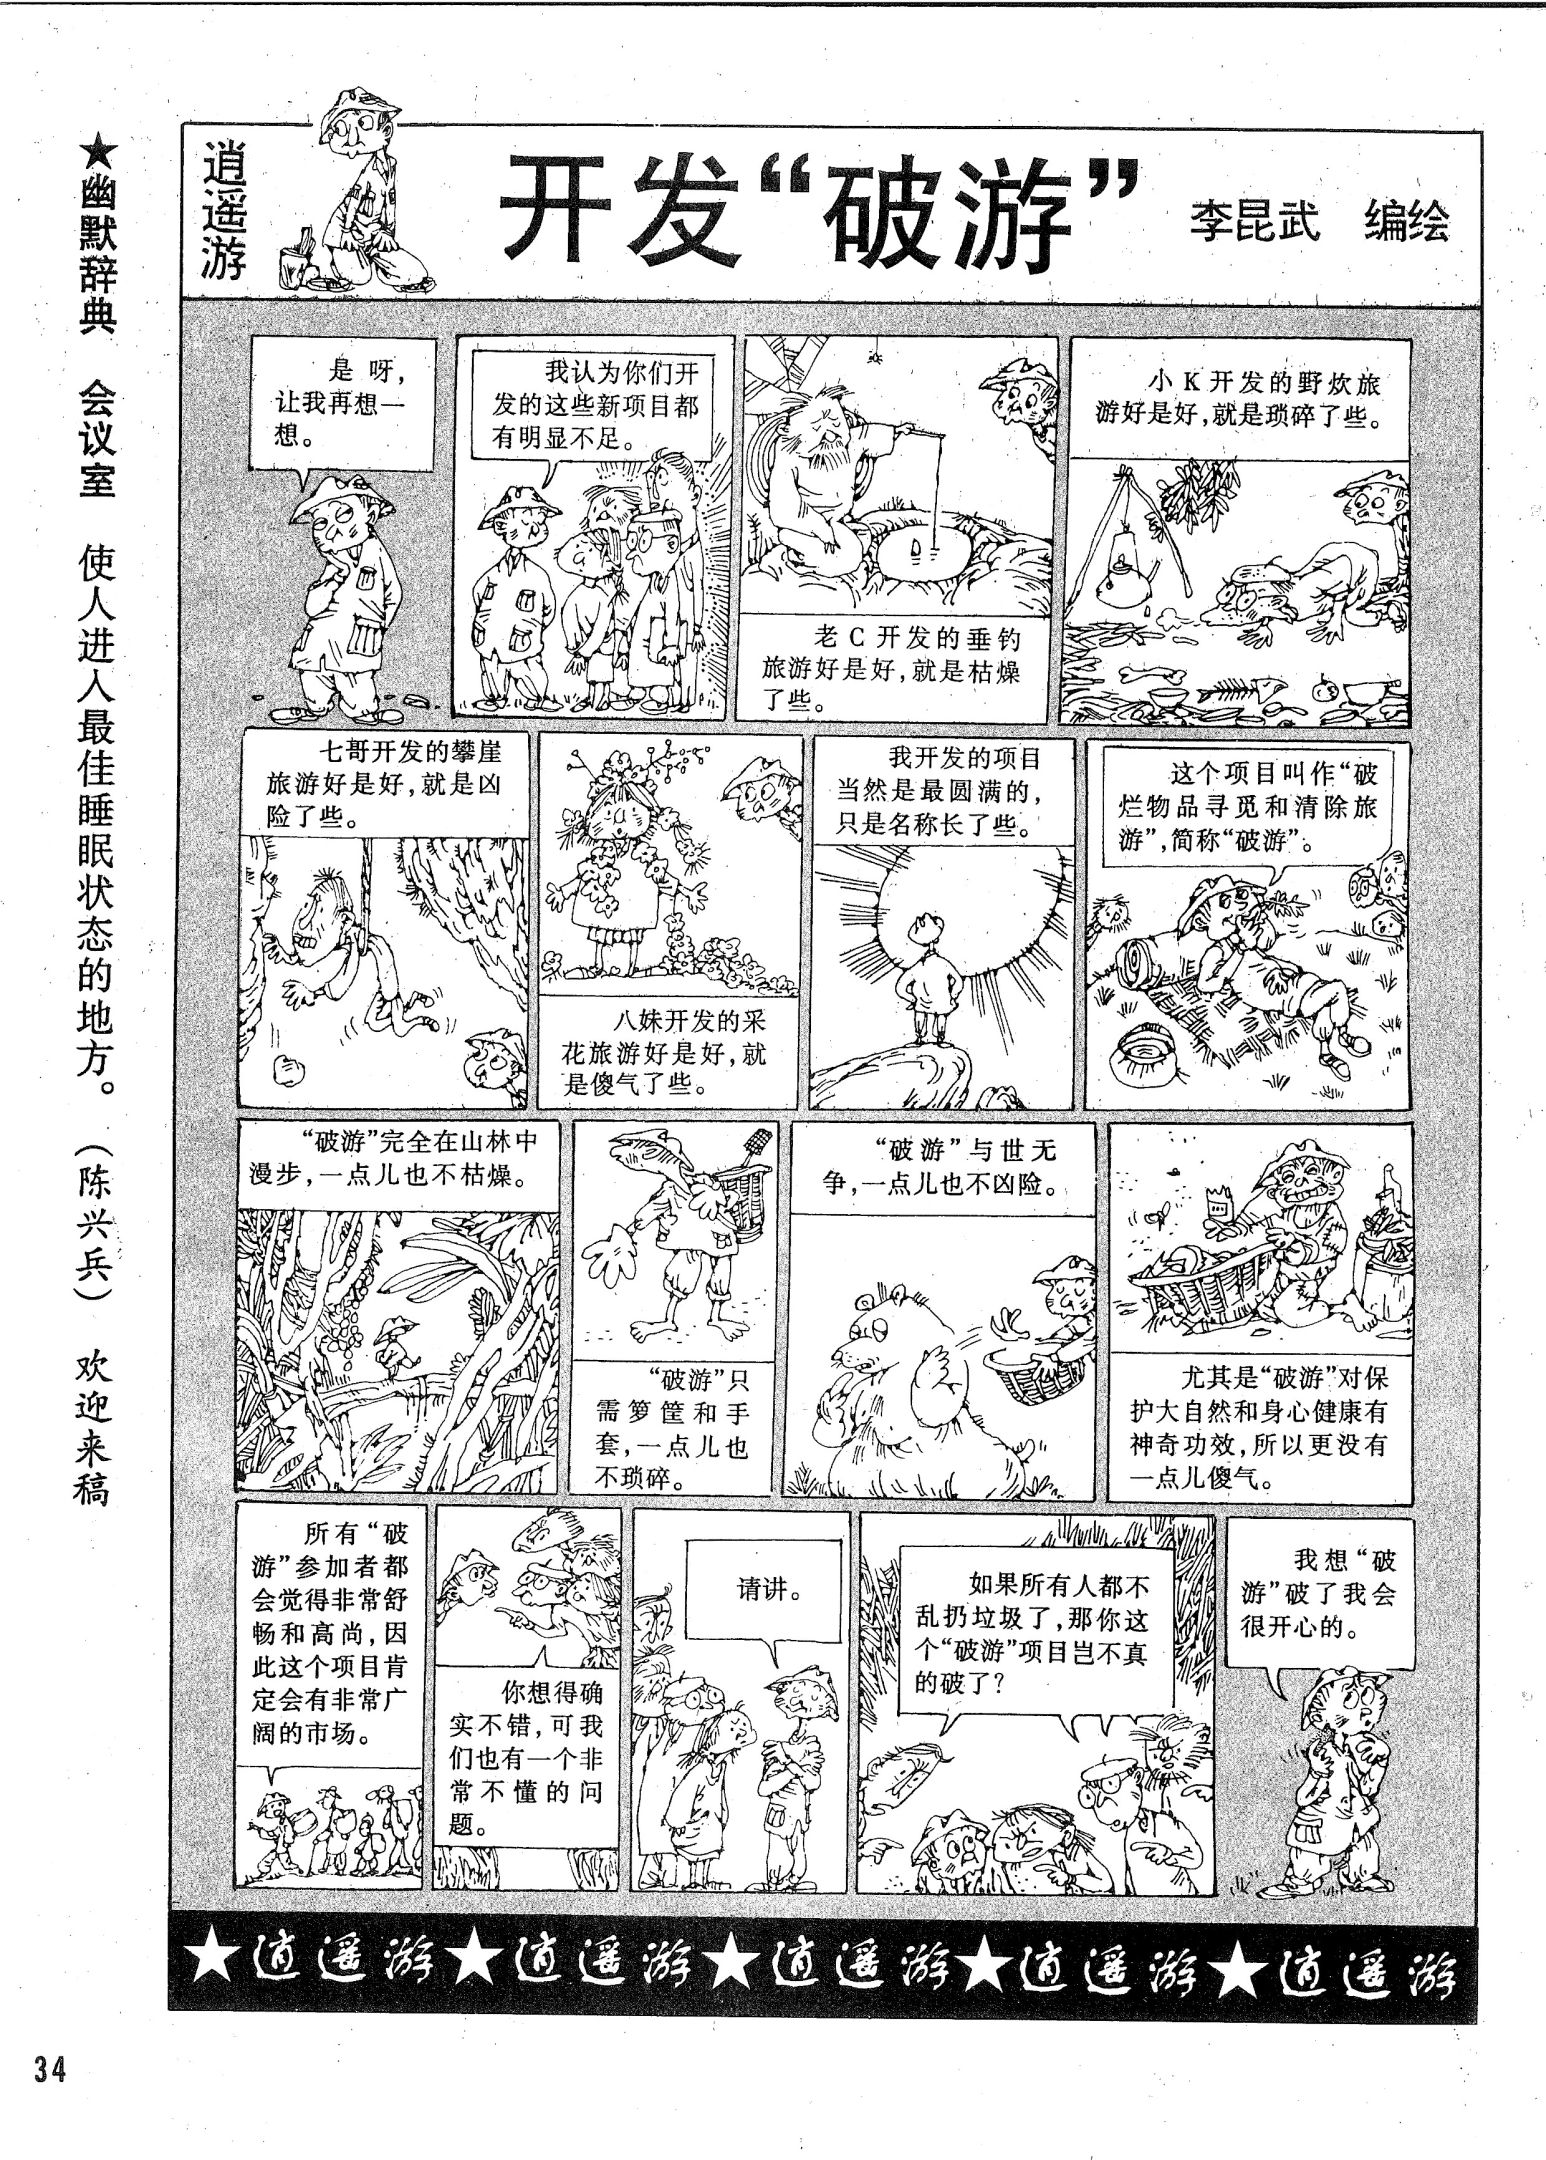 ★幽默辞典 会议室 使人进入最佳睡眠状态的地方。(陈兴兵) 欢迎来稿
逍遥游
开发“破游”
李昆武 编绘
是呀,
让我再想一
想。
我认为你们开
发的这些新项目都
有明显不足。
老C开发的垂钓
旅游好是好,就是枯燥
了些。
小K开发的野炊旅
游好是好,就是琐碎了些。
七哥开发的攀崖
旅游好是好,就是凶
险了些。
八妹开发的采
花旅游好是好,就
是傻气了些。
我开发的项目
当然是最圆满的,
只是名称长了些。
这个项目叫作“破
烂物品寻觅和清除旅
游”,简称“破游”。
“破游”完全在山林中
漫步,一点儿也不枯燥。
“破游”只
需箩筐和手
套,一点儿也
不琐碎。
“破游”与世无
争,一点儿也不凶险。
尤其是“破游”对保
护大自然和身心健康有
神奇功效,所以更没有
一点儿傻气。
所有“破
游”参加者都
会觉得非常舒
畅和高尚,因
此这个项目肯
定会有非常广
阔的市场。
你想得确
实不错,可我
们也有一个非
常不懂的问
题。
请讲。
如果所有人都不
乱扔垃圾了,那你这
个“破游”项目岂不真
的破了?
我想“破
游”破了我会
很开心的。
★逍遥游★逍遥游★逍遥游★逍遥游★逍遥游
34